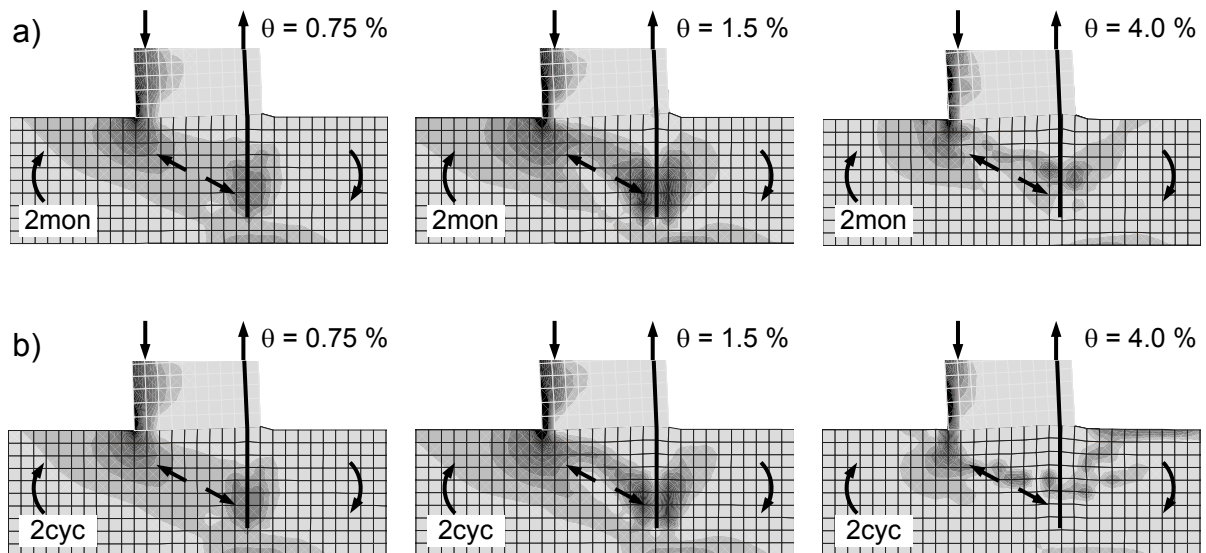 a)
θ = 0.75 %
θ = 1.5 %
θ = 4.0 %
2mon
2mon
2mon
b)
θ = 0.75 %
θ = 1.5 %
θ = 4.0 %
2cyc
2cyc
2cyc